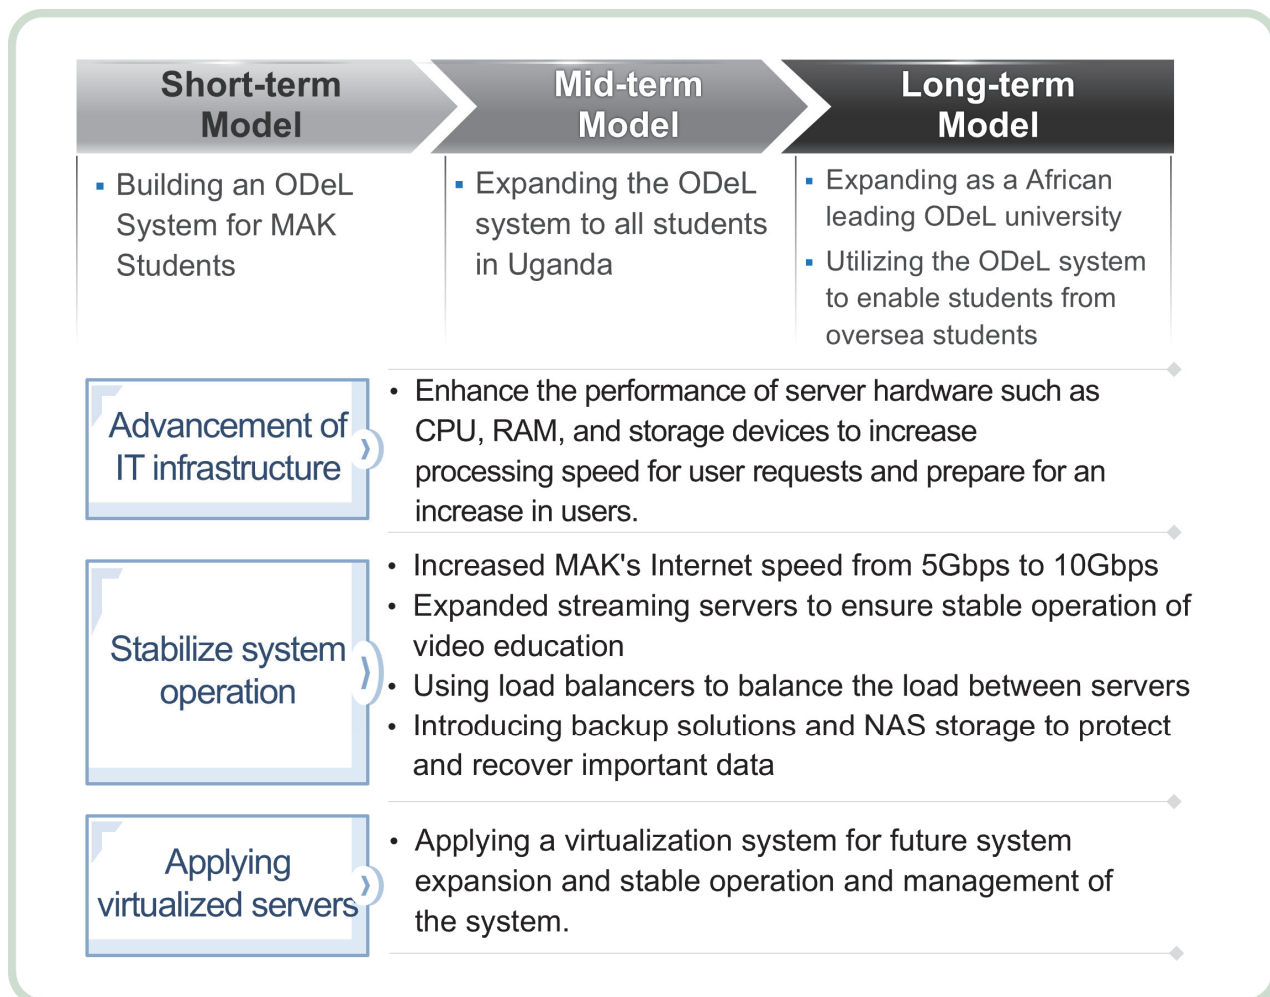 Short-term
Model
Mid-term
Model
Long-term
Model
▪ Building an ODeL
System for MAK
Students
▪ Expanding the ODeL
system to all students
in Uganda
▪ Expanding as a African
leading ODeL university
▪ Utilizing the ODeL system
to enable students from
oversea students
Advancement of
IT infrastructure
• Enhance the performance of server hardware such as
CPU, RAM, and storage devices to increase
processing speed for user requests and prepare for an
increase in users.
Stabilize system
operation
• Increased MAK's Internet speed from 5Gbps to 10Gbps
• Expanded streaming servers to ensure stable operation of
video education
• Using load balancers to balance the load between servers
• Introducing backup solutions and NAS storage to protect
and recover important data
Applying
virtualized servers
• Applying a virtualization system for future system
expansion and stable operation and management of
the system.